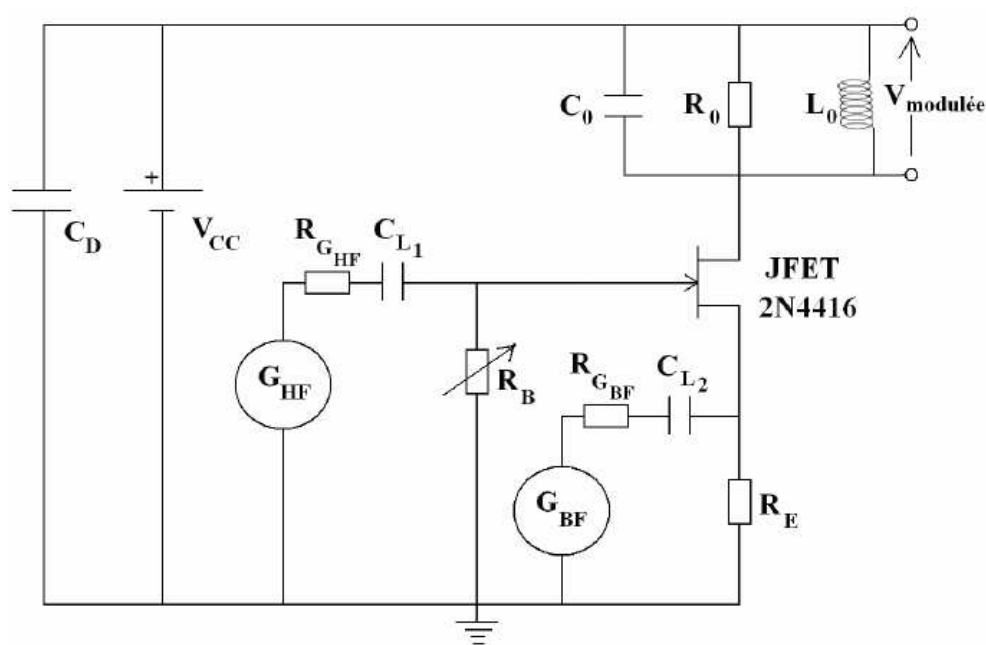 C0
R0
L0
Vmodulée
+
CD
VCC
RGHF
CL1
JFET
2N4416
GHF
RB
RGBF
CL2
GBF
RE